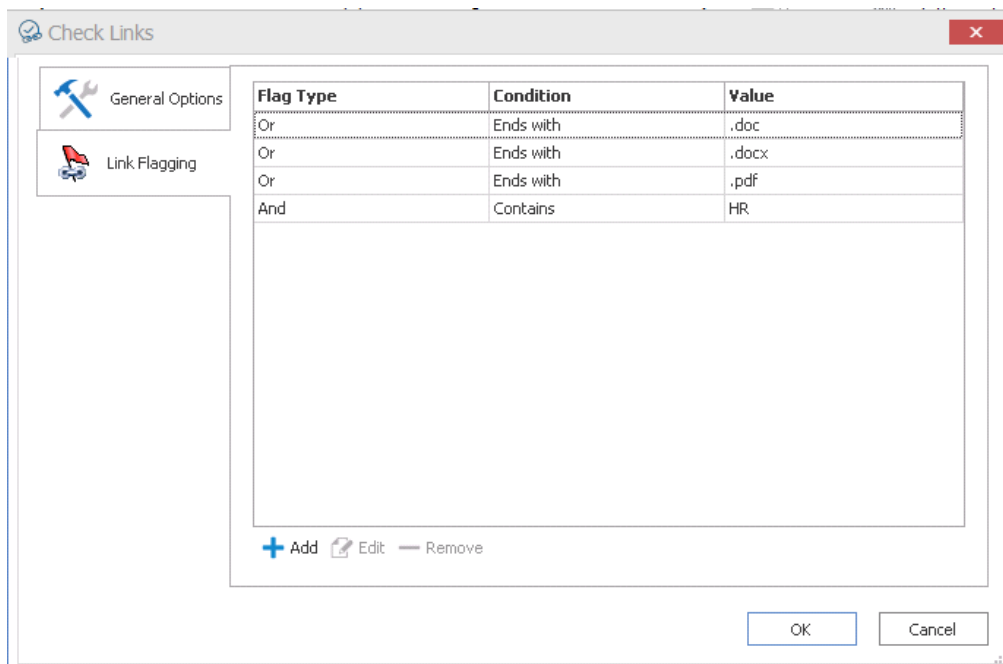 Check Links
General Options
Link Flagging
Flag Type Condition Value
Or Ends with .doc
Or Ends with .docx
Or Ends with .pdf
And Contains HR
Add Edit Remove
OK Cancel